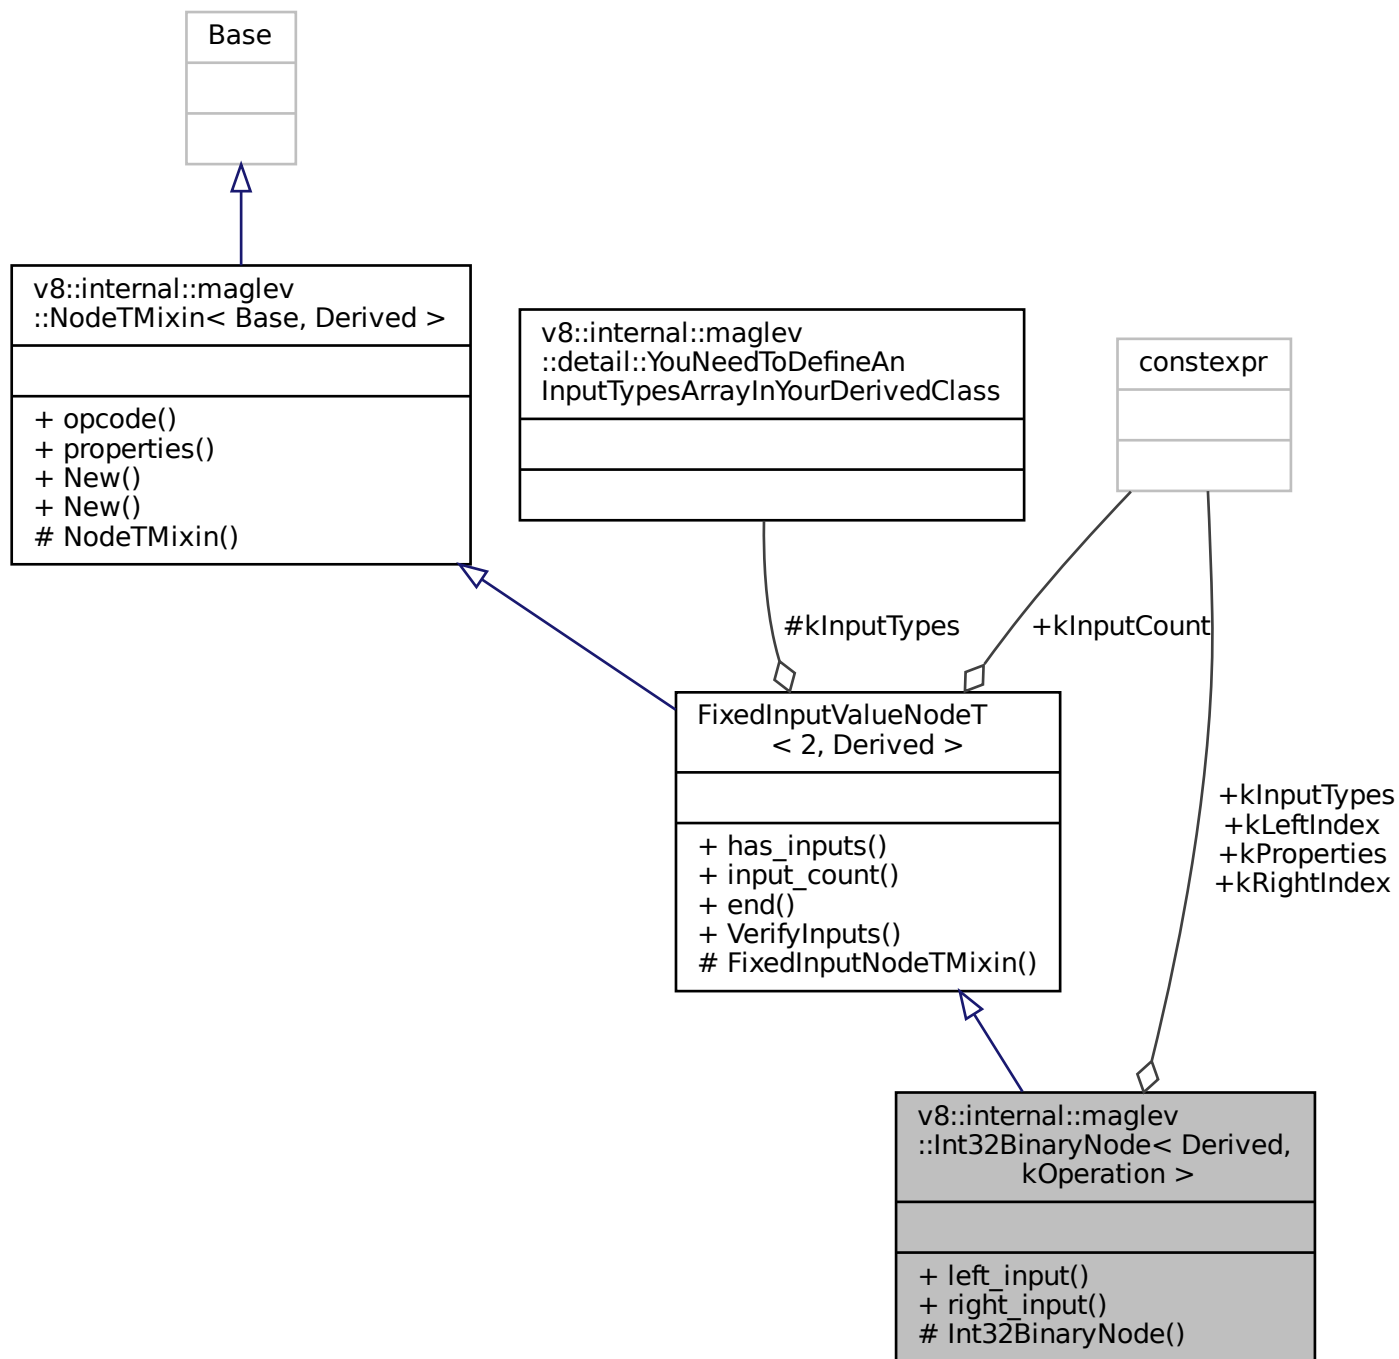 Base
v8::internal::maglev
::NodeTMixin< Base, Derived >
+ opcode()
+ properties()
+ New()
+ New()
# NodeTMixin()
v8::internal::maglev
::detail::YouNeedToDefineAn
InputTypesArrayInYourDerivedClass
constexpr
#kInputTypes
+kInputCount
FixedInputValueNodeT
< 2, Derived >
+ has_inputs()
+ input_count()
+ end()
+ VerifyInputs()
# FixedInputNodeTMixin()
+kInputTypes
+kLeftIndex
+kProperties
+kRightIndex
v8::internal::maglev
::Int32BinaryNode< Derived,
kOperation >
+ left_input()
+ right_input()
# Int32BinaryNode()